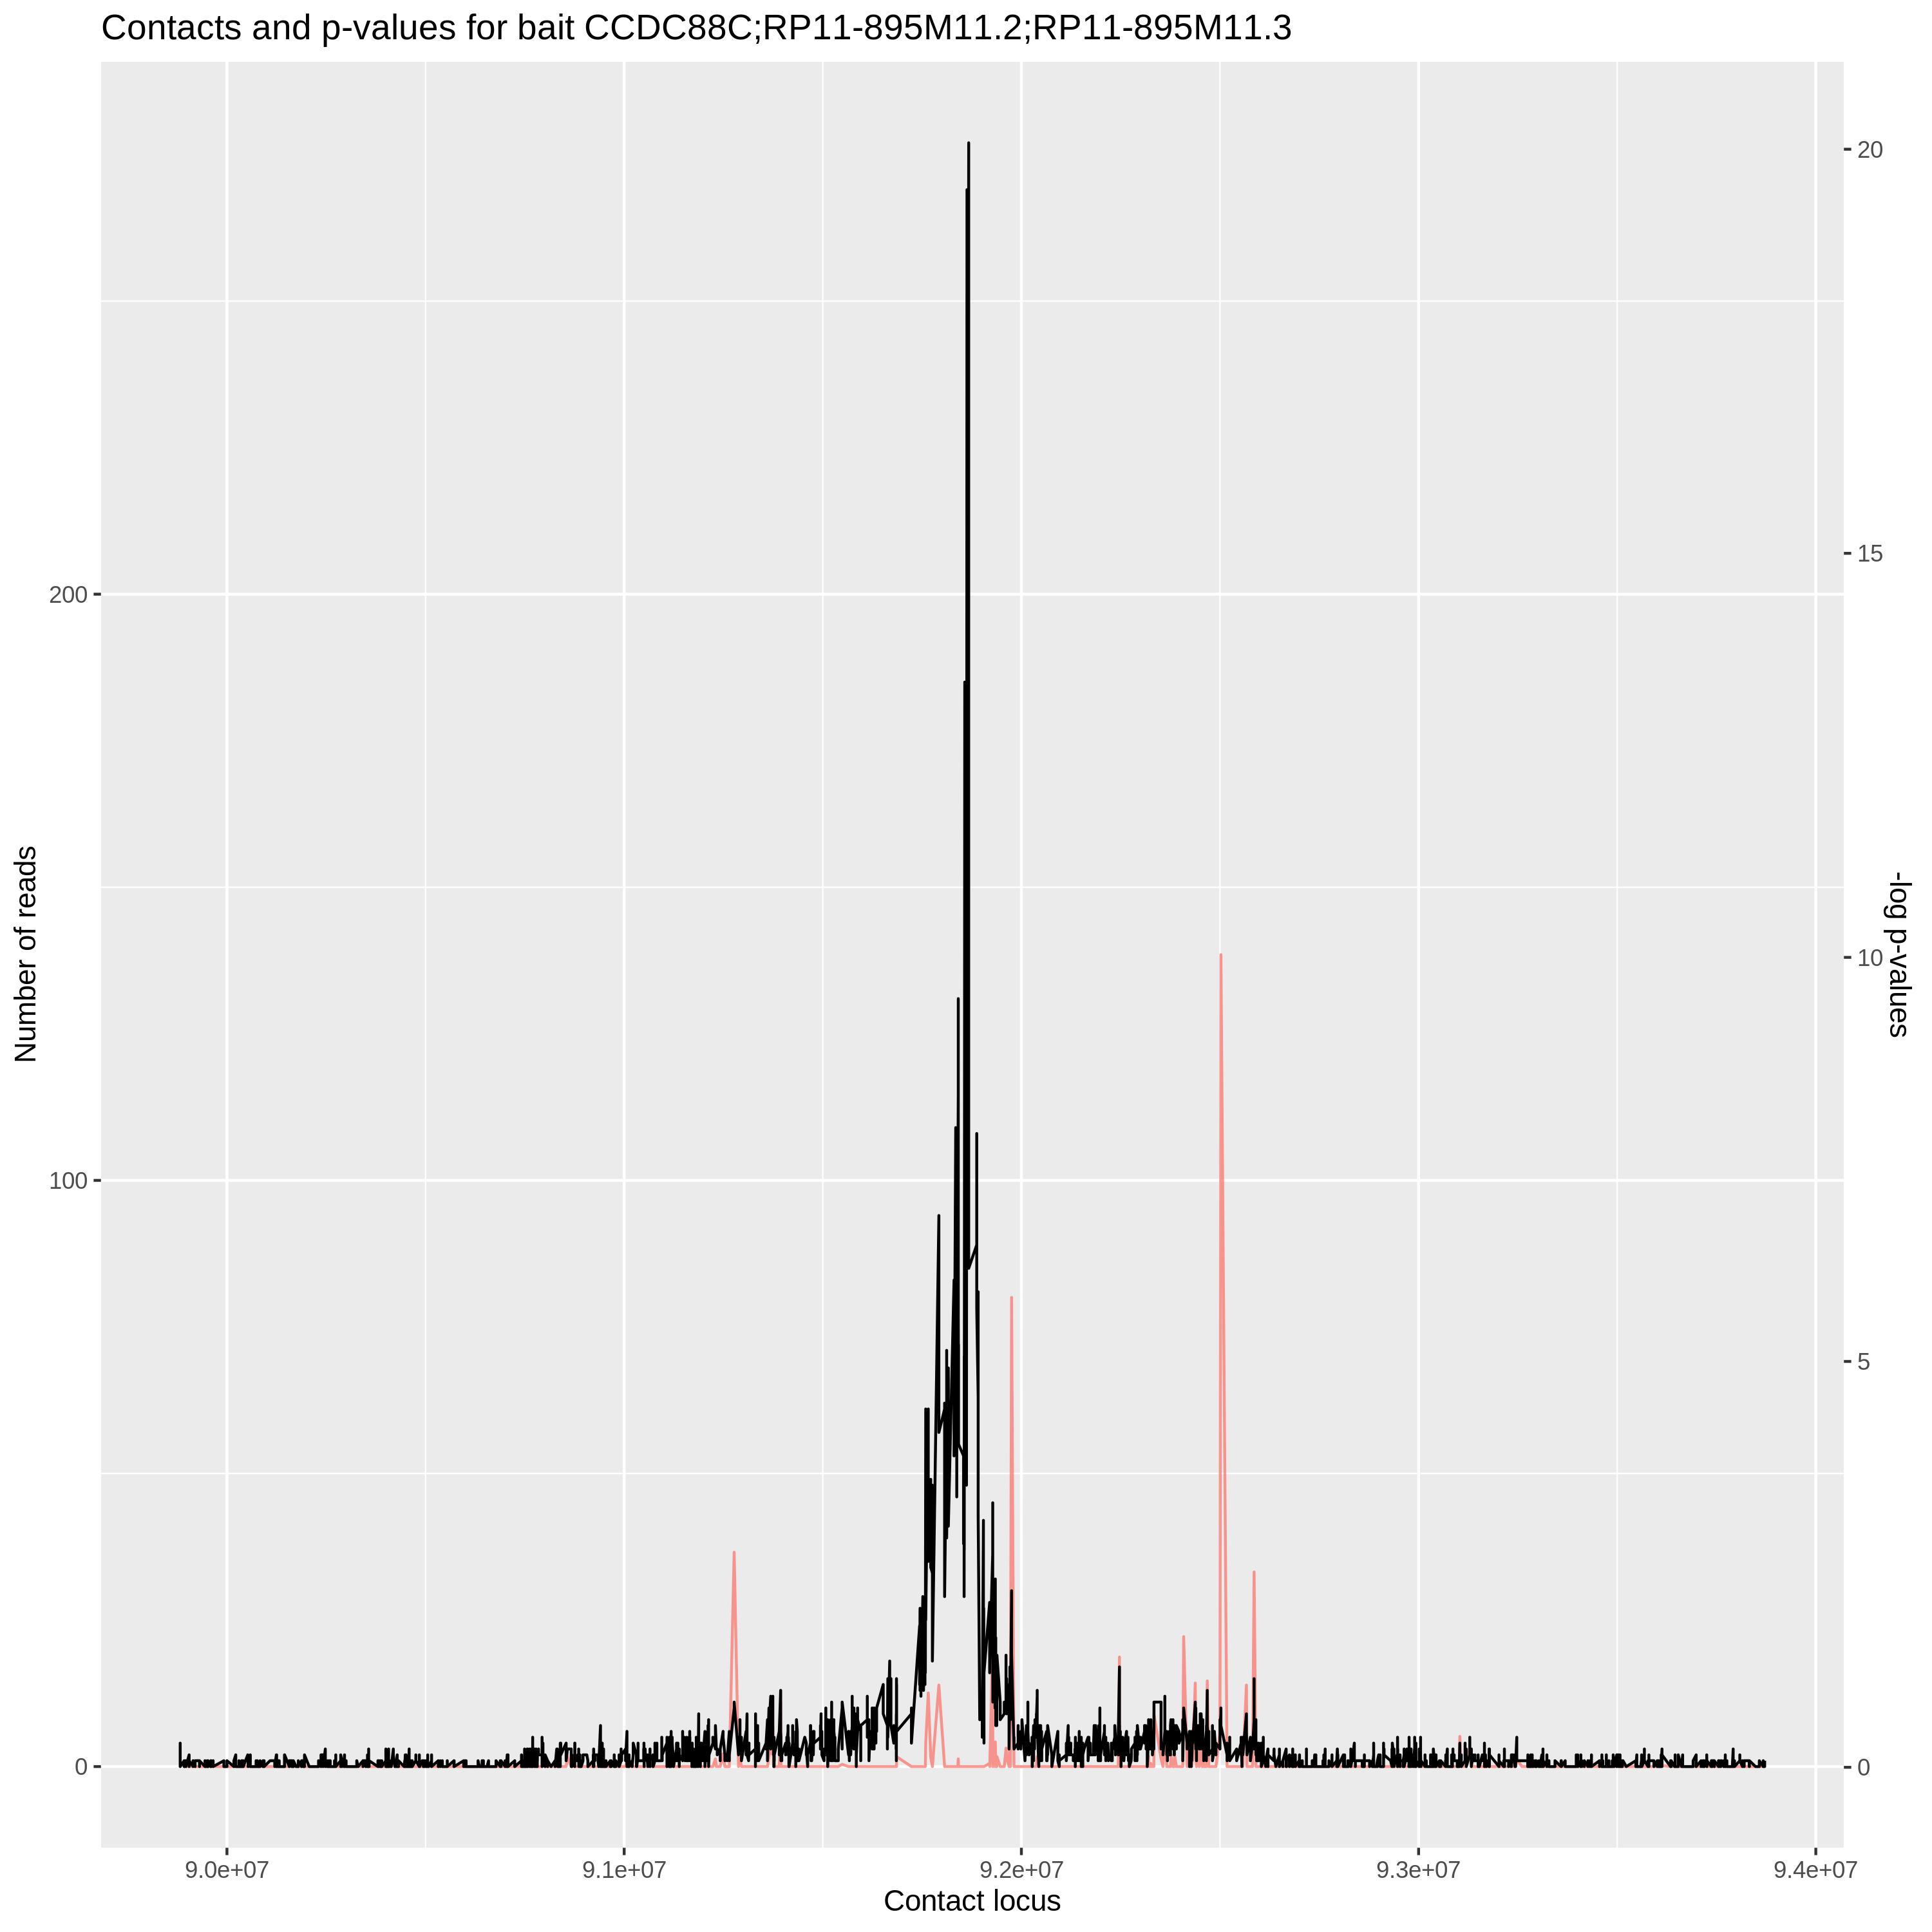 Contacts and p-values for bait CCDC88C;RP11-895M11.2;RP11-895M11.3
20
15
200
Number of reads
-log p-values
10
100
5
0
0
9.0e+07
9.1e+07
9.2e+07
9.3e+07
9.4e+07
Contact locus